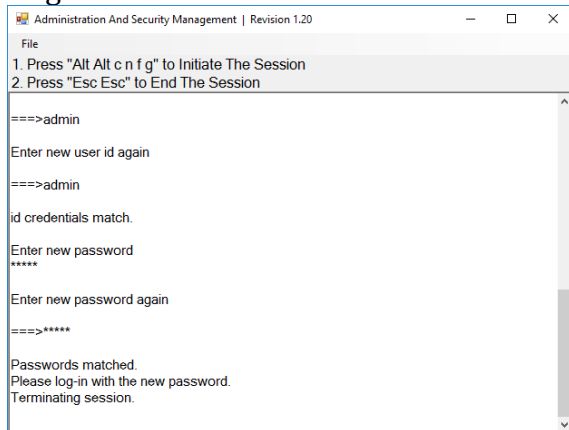 Administration And Security Management | Revision 1.20
File
1. Press "Alt Alt c n f g" to Initiate The Session
2. Press "Esc Esc" to End The Session
===>admin
Enter new user id again
===>admin
id credentials match.
Enter new password
*****
Enter new password again
===>*****
Passwords matched.
Please log-in with the new password.
Terminating session.